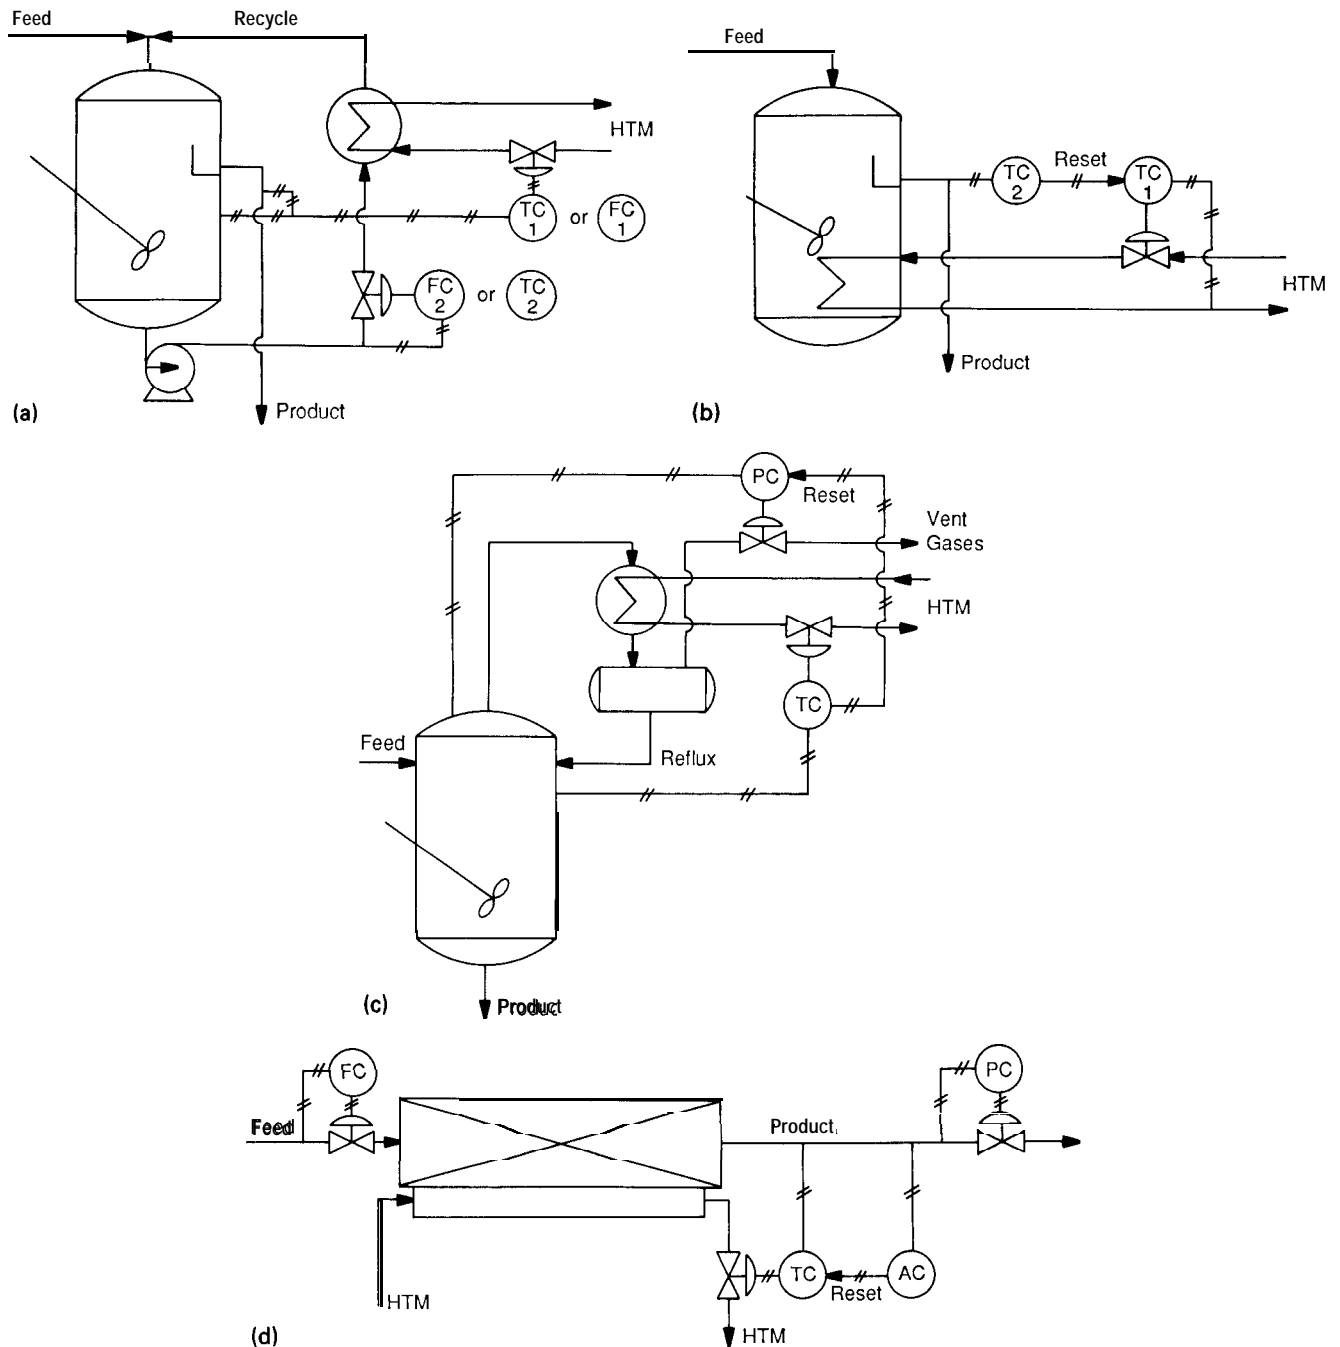 Feed
Recycle
HTM
TC 1 or FC 1
FC 2 or TC 2
Product
(a)
Feed
TC 2
Reset
TC 1
HTM
Product
(b)
PC
Reset
Vent
Gases
HTM
TC
Feed
Reflux
Product
(c)
FC
PC
Feed
Product
TC
Reset
AC
HTM
HTM
(d)